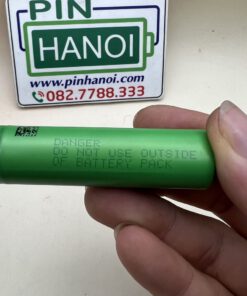 PIN
HANOI
www.pinhanoi.com
082.7788.333
DANGER
DO NOT USE OUTSIDE
OF BATTERY PACK